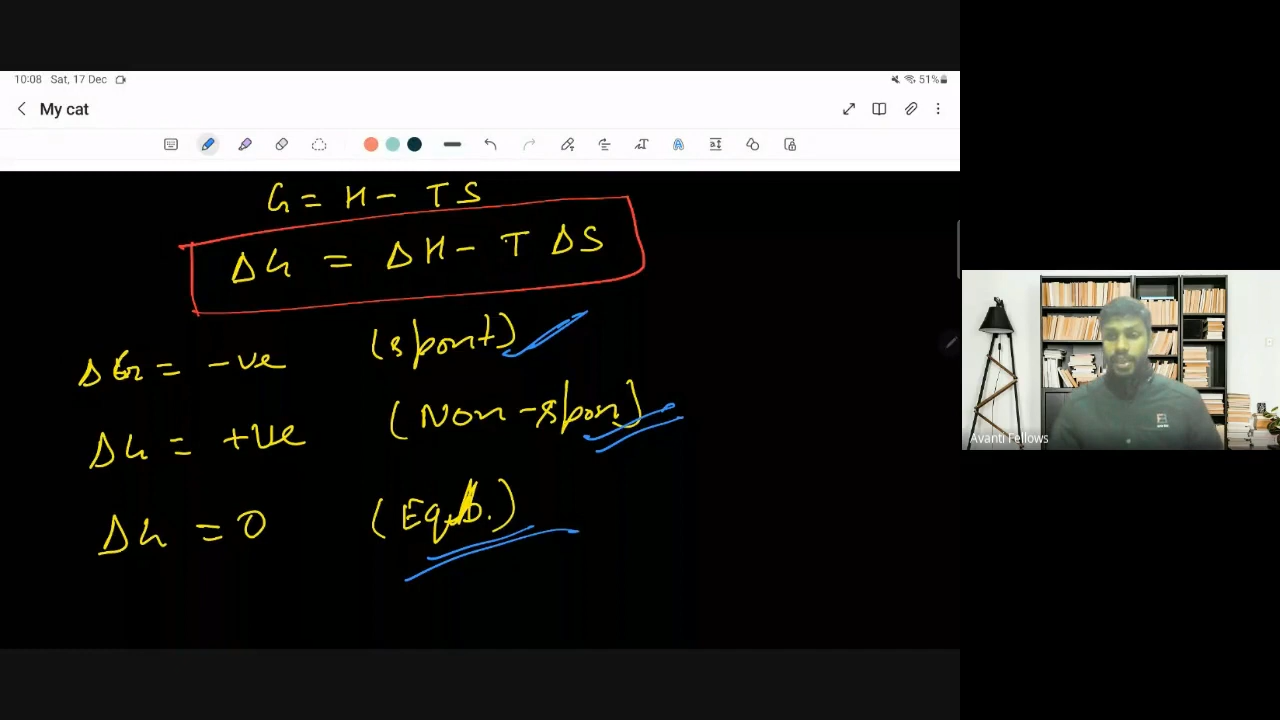 10:08 Sat, 17 Dec 51%
My cat
G = H - TS
ΔG = ΔH - TΔS
ΔG = -ve (spont)
ΔG = +ve (Non-spon)
ΔG = 0 (Eqb.)
Avanti Fellows